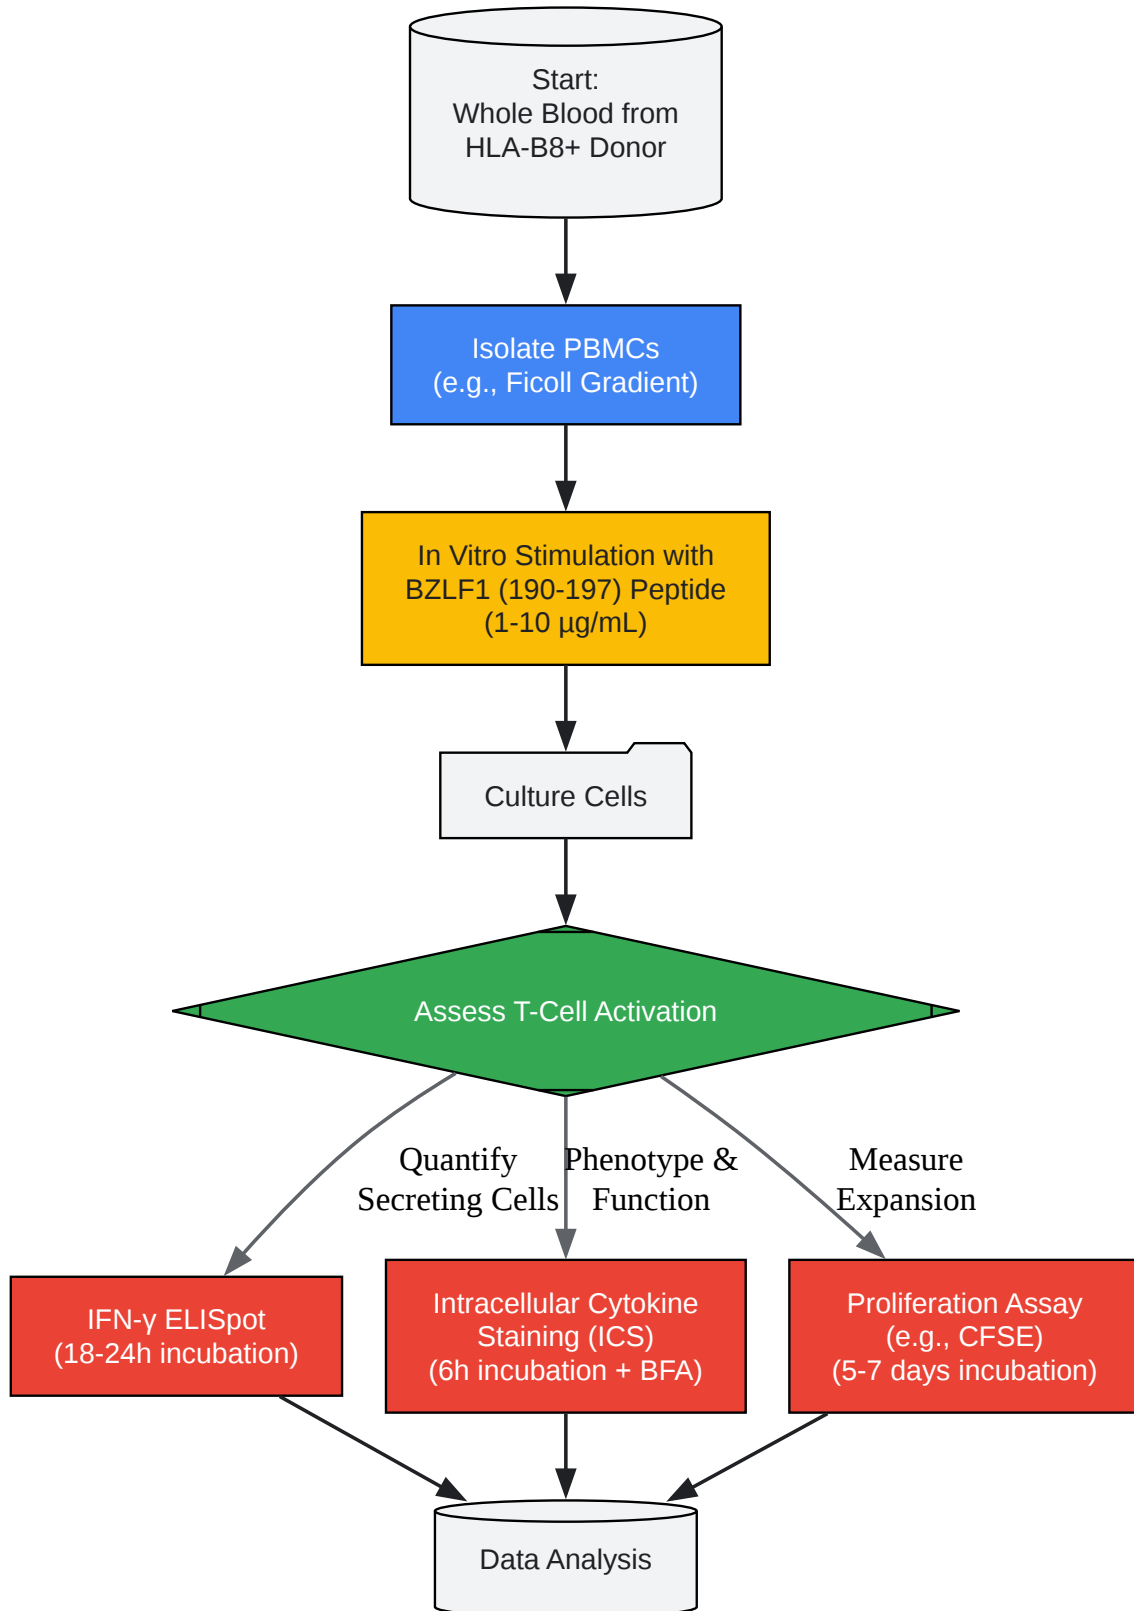 Start:
Whole Blood from
HLA-B8+ Donor
Isolate PBMCs
(e.g., Ficoll Gradient)
In Vitro Stimulation with
BZLF1 (190-197) Peptide
(1-10 µg/mL)
Culture Cells
Assess T-Cell Activation
Quantify
Secreting Cells
Phenotype &
Function
Measure
Expansion
IFN-γ ELISpot
(18-24h incubation)
Intracellular Cytokine
Staining (ICS)
(6h incubation + BFA)
Proliferation Assay
(e.g., CFSE)
(5-7 days incubation)
Data Analysis